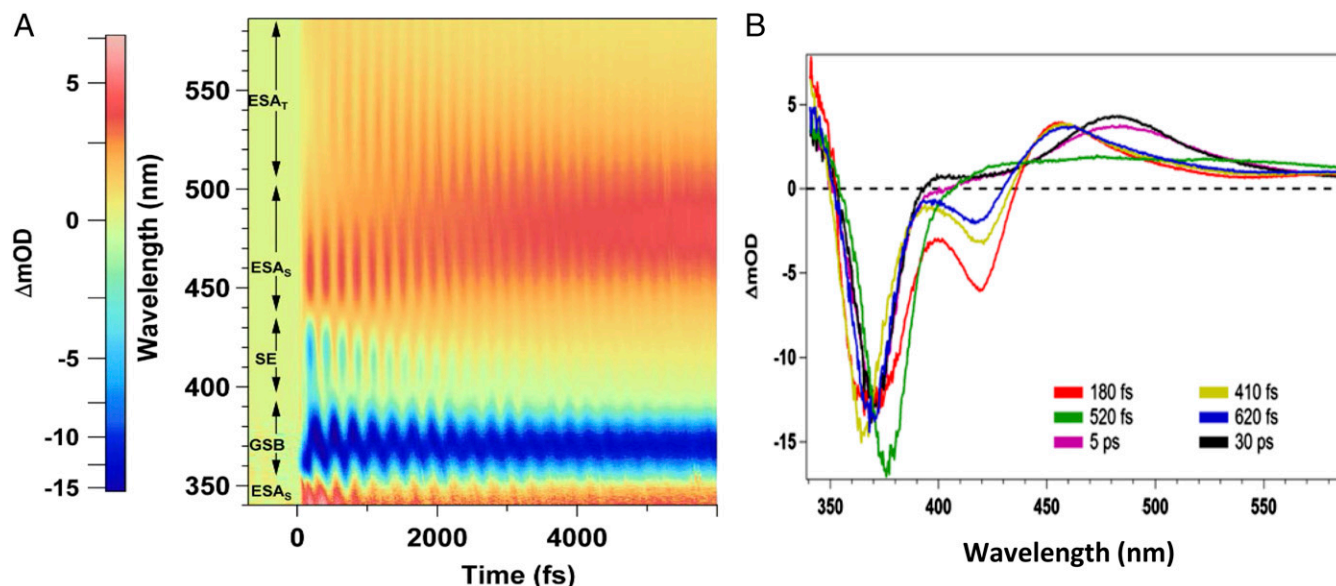 A
ΔmOD
5
0
-5
-10
-15
Wavelength (nm)
550
500
450
400
350
ESAT
ESAS
SE
GSB
ESAS
0
2000
4000
Time (fs)
B
ΔmOD
5
0
-5
-10
-15
180 fs
410 fs
520 fs
620 fs
5 ps
30 ps
350
400
450
500
550
Wavelength (nm)